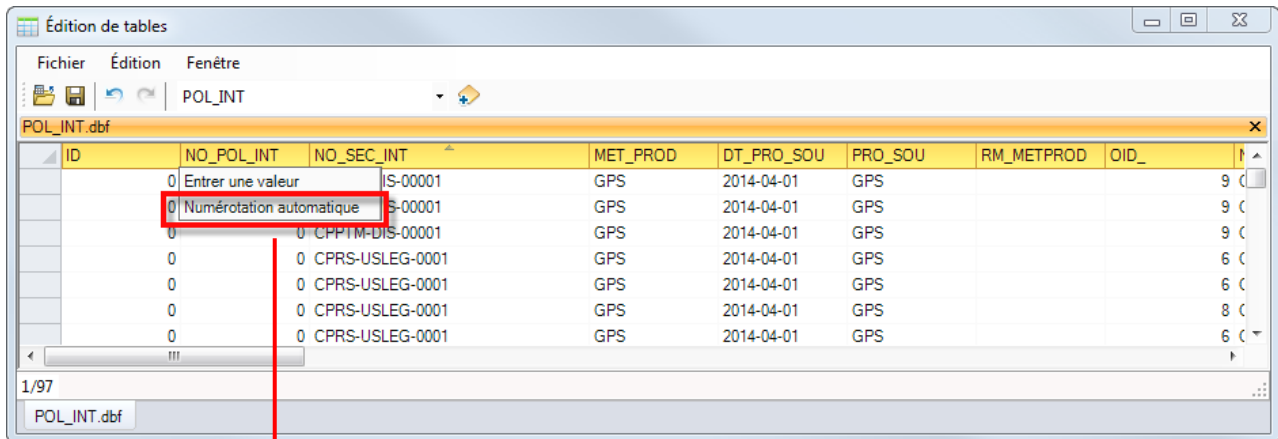 Édition de tables
Fichier Édition Fenêtre
POL_INT
POL_INT.dbf
ID NO_POL_INT NO_SEC_INT MET_PROD DT_PRO_SOU PRO_SOU RM_METPROD OID_
0 Entrer une valeur IS-00001 GPS 2014-04-01 GPS 9
0 Numérotation automatique S-00001 GPS 2014-04-01 GPS 9
0 0 CPPTM-DIS-00001 GPS 2014-04-01 GPS 9
0 0 CPRS-USLEG-0001 GPS 2014-04-01 GPS 6
0 0 CPRS-USLEG-0001 GPS 2014-04-01 GPS 6
0 0 CPRS-USLEG-0001 GPS 2014-04-01 GPS 8
0 0 CPRS-USLEG-0001 GPS 2014-04-01 GPS 6
1/97
POL_INT.dbf